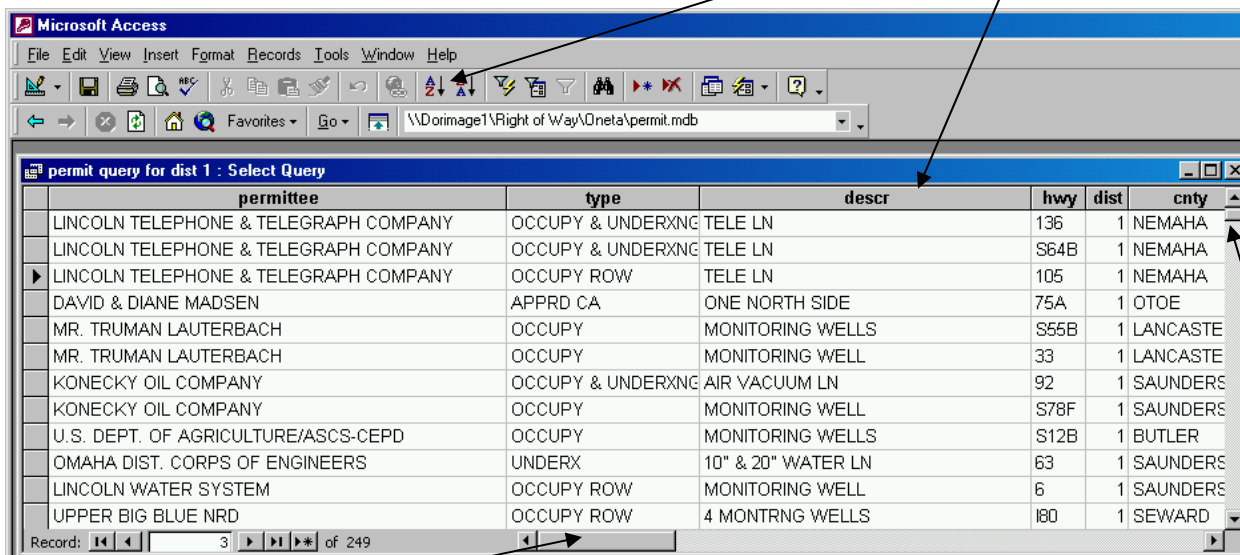 Microsoft Access
File Edit View Insert Format Records Tools Window Help
Favorites Go \\Dorimage1\Right of Way\Oneta\permit.mdb
permit query for dist 1 : Select Query
permittee type descr hwy dist cnty
LINCOLN TELEPHONE & TELEGRAPH COMPANY OCCUPY & UNDERXNG TELE LN 136 1 NEMAHA
LINCOLN TELEPHONE & TELEGRAPH COMPANY OCCUPY & UNDERXNG TELE LN S64B 1 NEMAHA
LINCOLN TELEPHONE & TELEGRAPH COMPANY OCCUPY ROW TELE LN 105 1 NEMAHA
DAVID & DIANE MADSEN APPRD CA ONE NORTH SIDE 75A 1 OTOE
MR. TRUMAN LAUTERBACH OCCUPY MONITORING WELLS S55B 1 LANCASTE
MR. TRUMAN LAUTERBACH OCCUPY MONITORING WELL 33 1 LANCASTE
KONECKY OIL COMPANY OCCUPY & UNDERXNG AIR VACUUM LN 92 1 SAUNDERS
KONECKY OIL COMPANY OCCUPY MONITORING WELL S78F 1 SAUNDERS
U.S. DEPT. OF AGRICULTURE/ASCS-CEPD OCCUPY MONITORING WELLS S12B 1 BUTLER
OMAHA DIST. CORPS OF ENGINEERS UNDERX 10" & 20" WATER LN 63 1 SAUNDERS
LINCOLN WATER SYSTEM OCCUPY ROW MONITORING WELL 6 1 SAUNDERS
UPPER BIG BLUE NRD OCCUPY ROW 4 MONTRNG WELLS I80 1 SEWARD
Record: 3 of 249